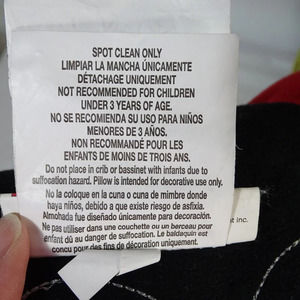 SPOT CLEAN ONLY
LIMPIAR LA MANCHA ÚNICAMENTE
DÉTACHAGE UNIQUEMENT
NOT RECOMMENDED FOR CHILDREN
UNDER 3 YEARS OF AGE.
NO SE RECOMIENDA SU USO PARA NIÑOS
MENORES DE 3 AÑOS.
NON RECOMMANDÉ POUR LES
ENFANTS DE MOINS DE TROIS ANS.
Do not place in crib or bassinet with infants due to
suffocation hazard. Pillow is intended for decorative use only.
No la coloque en la cuna o cuna de mimbre donde
haya niños, debido a que existe riesgo de asfixia.
Almohada fue diseñado únicamente para decoración.
Ne pas utiliser dans une couchette ou un berceau pour
enfant dû au danger de suffocation. Le baldequin est
conçu pour des fins de décoration uniquement.
inc.